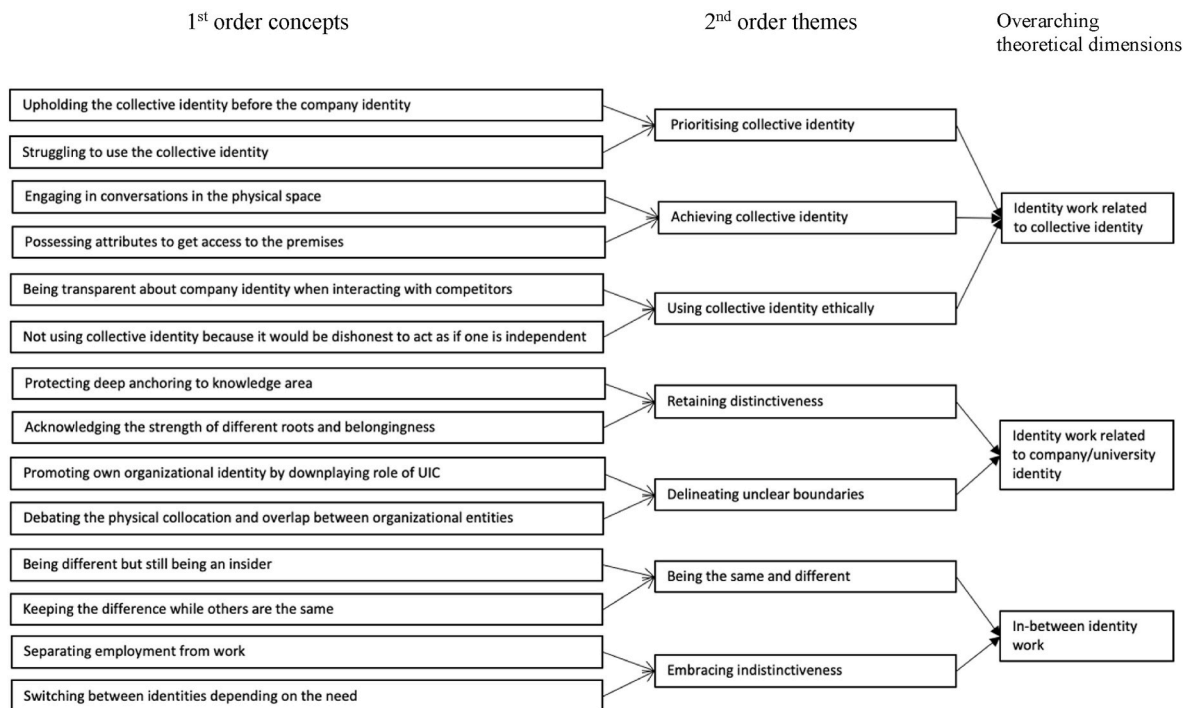 1st order concepts
2nd order themes
Overarching
theoretical dimensions
Upholding the collective identity before the company identity
Struggling to use the collective identity
Prioritising collective identity
Engaging in conversations in the physical space
Possessing attributes to get access to the premises
Achieving collective identity
Being transparent about company identity when interacting with competitors
Not using collective identity because it would be dishonest to act as if one is independent
Using collective identity ethically
Identity work related
to collective identity
Protecting deep anchoring to knowledge area
Acknowledging the strength of different roots and belongingness
Retaining distinctiveness
Promoting own organizational identity by downplaying role of UIC
Debating the physical collocation and overlap between organizational entities
Delineating unclear boundaries
Identity work related
to company/university
identity
Being different but still being an insider
Keeping the difference while others are the same
Being the same and different
Separating employment from work
Switching between identities depending on the need
Embracing indistinctiveness
In-between identity
work